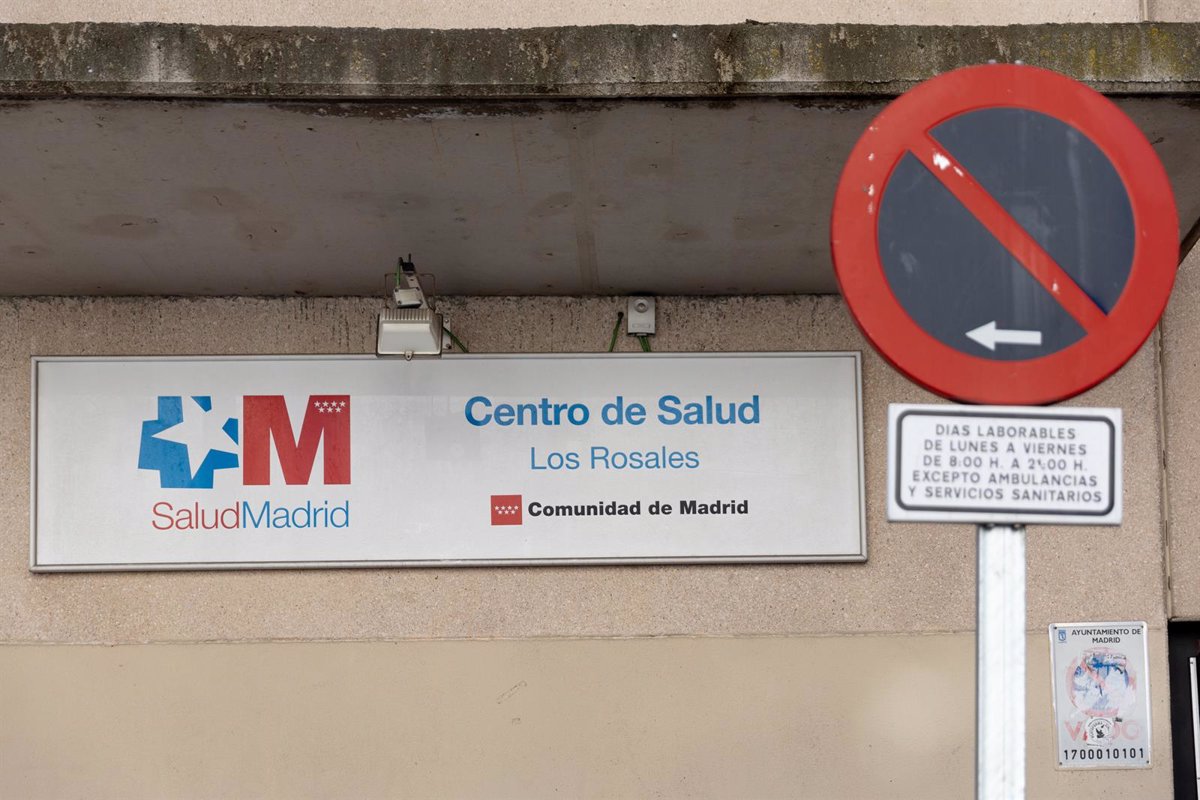 M
SaludMadrid
Centro de Salud
Los Rosales
Comunidad de Madrid
DIAS LABORABLES
DE LUNES A VIERNES
DE 8:00 H. A 21:00 H.
EXCEPTO AMBULANCIAS
Y SERVICIOS SANITARIOS
AYUNTAMIENTO DE
MADRID
1700010101